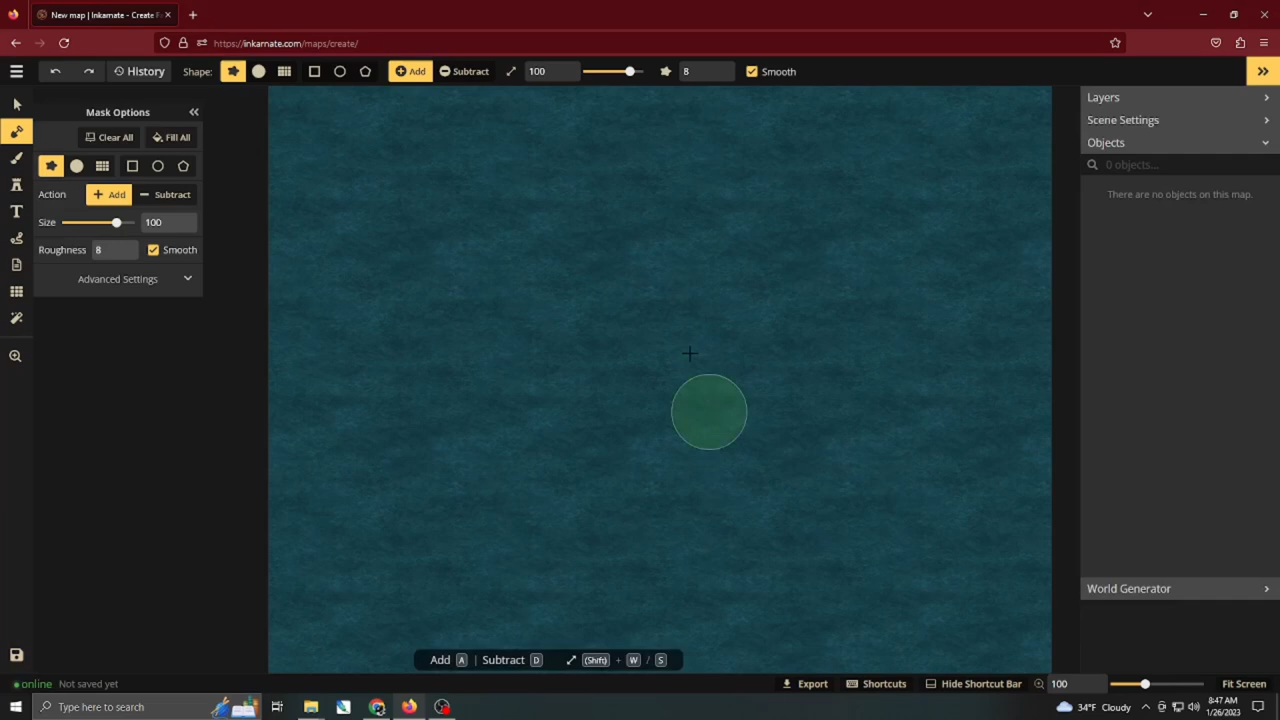 New map | Inkarnate - Create Fa
https://inkarnate.com/maps/create/
History
Shape:
Add
Subtract
100
8
Smooth
Mask Options
Clear All
Fill All
Action
Add
Subtract
Size
100
Roughness
8
Smooth
Advanced Settings
Layers
Scene Settings
Objects
0 objects...
There are no objects on this map.
World Generator
Add A | Subtract D (Shift) + W / S
online
Not saved yet
Export
Shortcuts
Hide Shortcut Bar
100
Fit Screen
Type here to search
34°F Cloudy
8:47 AM
1/26/2023